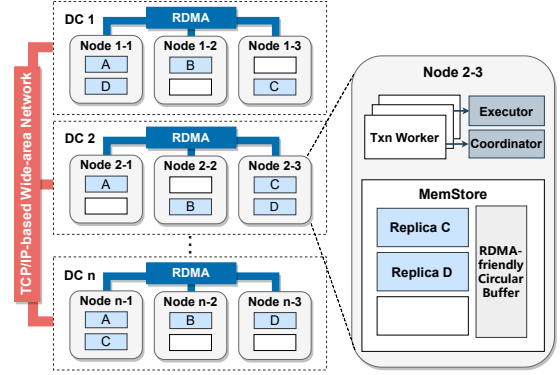 TCP/IP-based Wide-area Network
DC 1
RDMA
Node 1-1
A
D
Node 1-2
B
Node 1-3
C
DC 2
RDMA
Node 2-1
A
Node 2-2
B
Node 2-3
C
D
DC n
RDMA
Node n-1
A
C
Node n-2
B
Node n-3
D
Node 2-3
Txn Worker
Executor
Coordinator
MemStore
Replica C
Replica D
RDMA-
friendly
Circular
Buffer